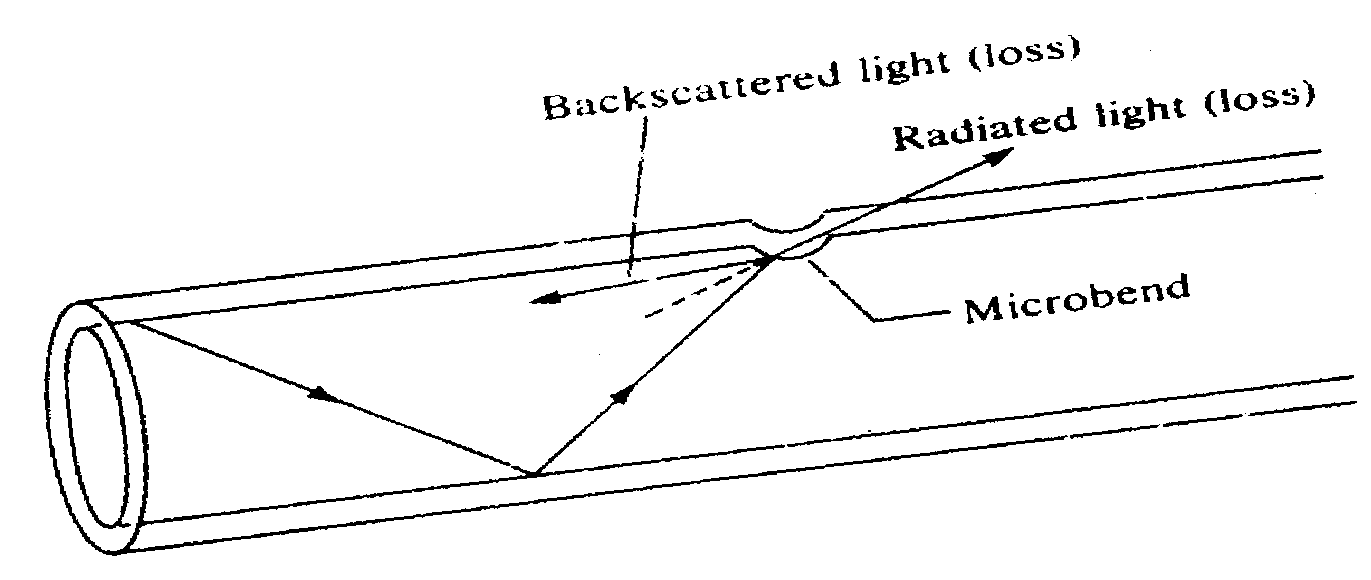 Backscattered light (loss)
Radiated light (loss)
Microbend